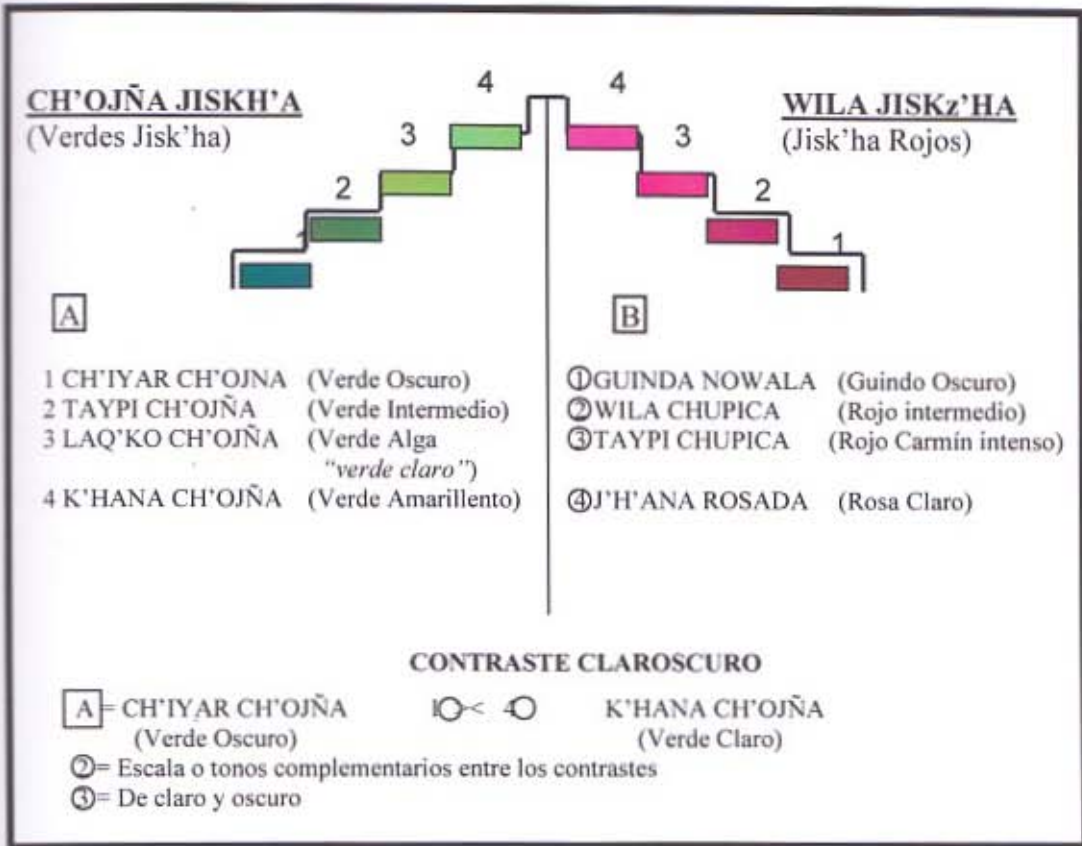 4 4
CH'OJÑA JISKH'A
(Verdes Jisk'ha)
WILA JISKz'HA
(Jisk'ha Rojos)
3 3
2 2
1 1
A
B
1 CH'IYAR CH'OJNA (Verde Oscuro)
2 TAYPI CH'OJÑA (Verde Intermedio)
3 LAQ'KO CH'OJÑA (Verde Alga
"verde claro")
4 K'HANA CH'OJÑA (Verde Amarillento)
①GUINDA NOWALA (Guindo Oscuro)
②WILA CHUPICA (Rojo intermedio)
③TAYPI CHUPICA (Rojo Carmín intenso)
④J'H'ANA ROSADA (Rosa Claro)
CONTRASTE CLAROSCURO
A = CH'IYAR CH'OJÑA 1O< 4O K'HANA CH'OJÑA
(Verde Oscuro) (Verde Claro)
②= Escala o tonos complementarios entre los contrastes
③= De claro y oscuro